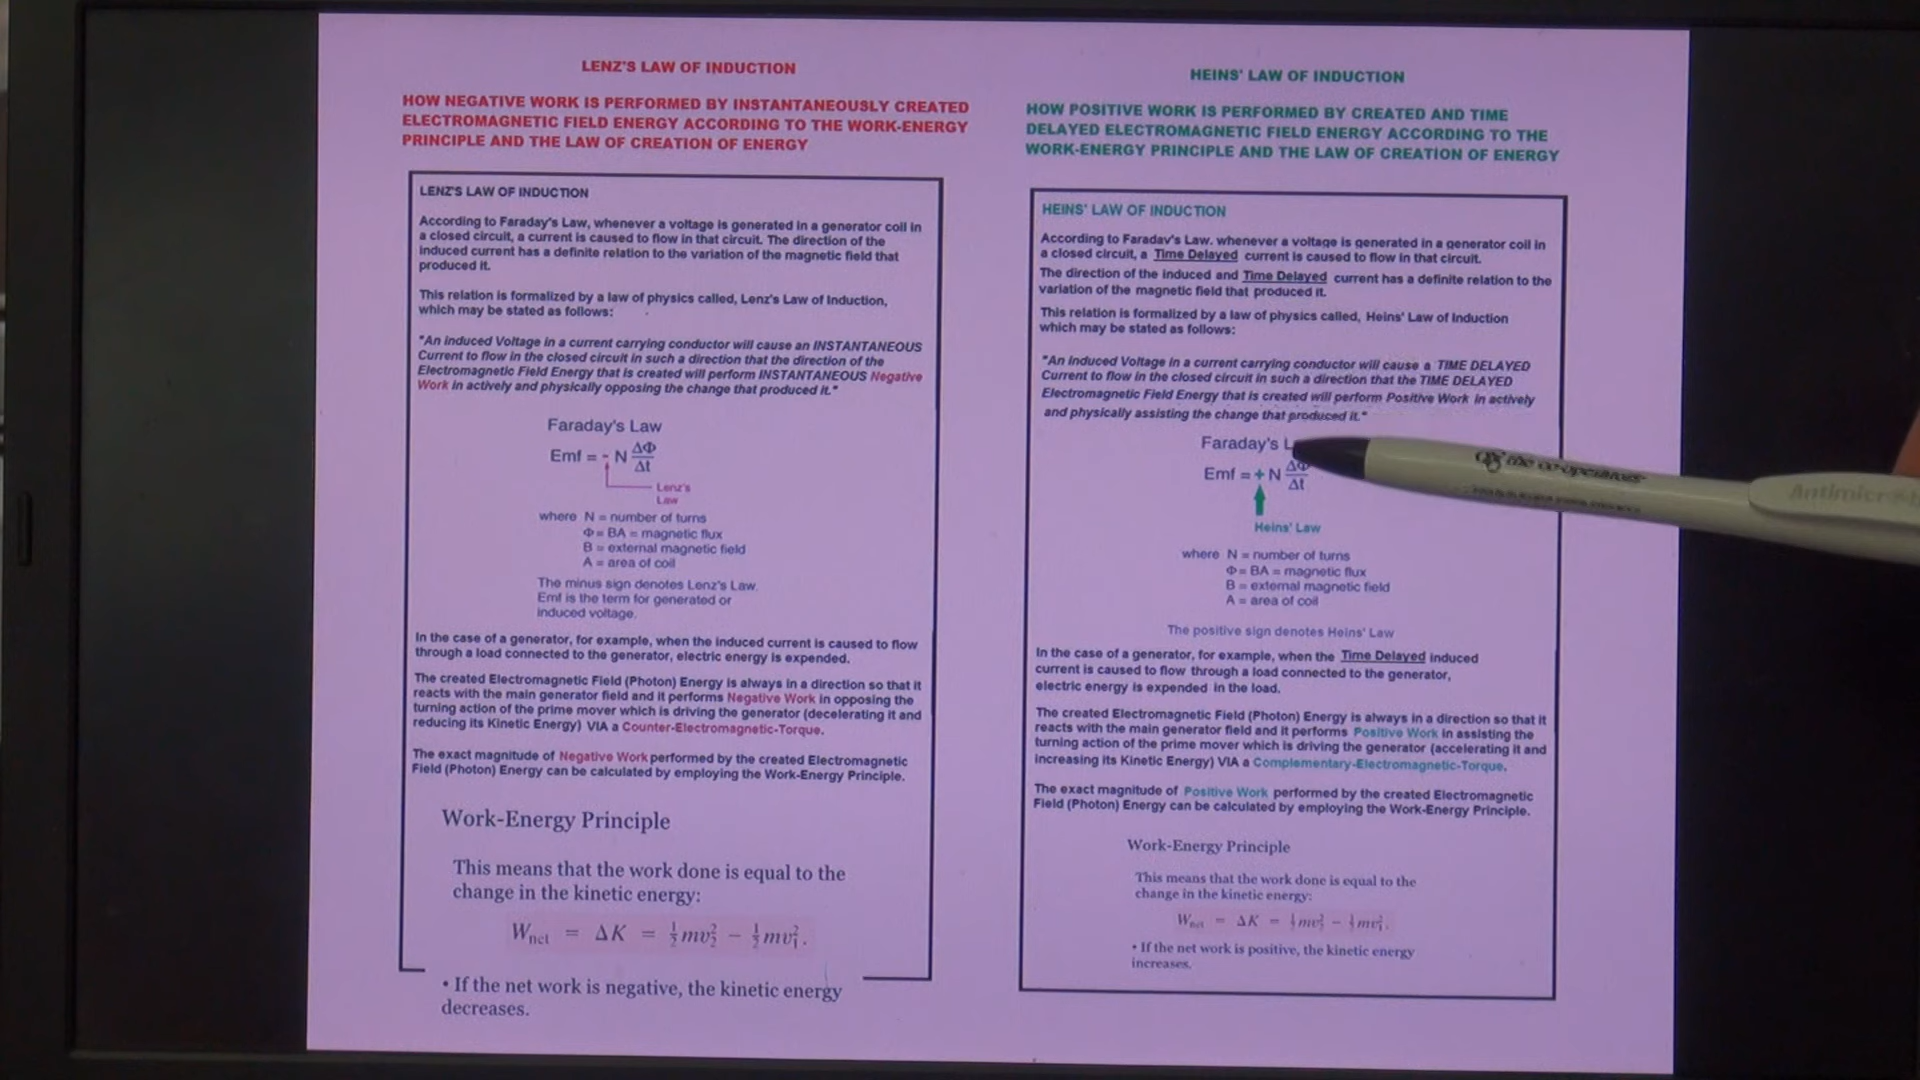 LENZ'S LAW OF INDUCTION
HOW NEGATIVE WORK IS PERFORMED BY INSTANTANEOUSLY CREATED
ELECTROMAGNETIC FIELD ENERGY ACCORDING TO THE WORK-ENERGY
PRINCIPLE AND THE LAW OF CREATION OF ENERGY
LENZ'S LAW OF INDUCTION
According to Faraday's Law, whenever a voltage is generated in a generator coil in
a closed circuit, a current is caused to flow in that circuit. The direction of the
induced current has a definite relation to the variation of the magnetic field that
produced it.
This relation is formalized by a law of physics called, Lenz's Law of Induction,
which may be stated as follows:
"An induced Voltage in a current carrying conductor will cause an INSTANTANEOUS
Current to flow in the closed circuit in such a direction that the direction of the
Electromagnetic Field Energy that is created will perform INSTANTANEOUS Negative
Work in actively and physically opposing the change that produced it."
Faraday's Law
Emf = - N ΔΦ/Δt
Lenz's
Law
where N = number of turns
Φ = BA = magnetic flux
B = external magnetic field
A = area of coil
The minus sign denotes Lenz's Law.
Emf is the term for generated or
induced voltage.
In the case of a generator, for example, when the induced current is caused to flow
through a load connected to the generator, electric energy is expended.
The created Electromagnetic Field (Photon) Energy is always in a direction so that it
reacts with the main generator field and it performs Negative Work in opposing the
turning action of the prime mover which is driving the generator (decelerating it and
reducing its Kinetic Energy) VIA a Counter-Electromagnetic-Torque.
The exact magnitude of Negative Work performed by the created Electromagnetic
Field (Photon) Energy can be calculated by employing the Work-Energy Principle.
Work-Energy Principle
This means that the work done is equal to the
change in the kinetic energy:
Wnet = ΔK = ½mv₂² − ½mv₁².
• If the net work is negative, the kinetic energy
decreases.
HEINS' LAW OF INDUCTION
HOW POSITIVE WORK IS PERFORMED BY CREATED AND TIME
DELAYED ELECTROMAGNETIC FIELD ENERGY ACCORDING TO THE
WORK-ENERGY PRINCIPLE AND THE LAW OF CREATION OF ENERGY
HEINS' LAW OF INDUCTION
According to Faraday's Law, whenever a voltage is generated in a generator coil in
a closed circuit, a Time Delayed current is caused to flow in that circuit.
The direction of the induced and Time Delayed current has a definite relation to the
variation of the magnetic field that produced it.
This relation is formalized by a law of physics called, Heins' Law of Induction
which may be stated as follows:
"An induced Voltage in a current carrying conductor will cause a TIME DELAYED
Current to flow in the closed circuit in such a direction that the TIME DELAYED
Electromagnetic Field Energy that is created will perform Positive Work in actively
and physically assisting the change that produced it."
Faraday's L
Emf = + N ΔΦ/Δt
Heins' Law
where N = number of turns
Φ = BA = magnetic flux
B = external magnetic field
A = area of coil
The positive sign denotes Heins' Law
In the case of a generator, for example, when the Time Delayed induced
current is caused to flow through a load connected to the generator,
electric energy is expended in the load.
The created Electromagnetic Field (Photon) Energy is always in a direction so that it
reacts with the main generator field and it performs Positive Work in assisting the
turning action of the prime mover which is driving the generator (accelerating it and
increasing its Kinetic Energy) VIA a Complementary-Electromagnetic-Torque.
The exact magnitude of Positive Work performed by the created Electromagnetic
Field (Photon) Energy can be calculated by employing the Work-Energy Principle.
Work-Energy Principle
This means that the work done is equal to the
change in the kinetic energy:
Wnet = ΔK = ½mv₂² − ½mv₁².
• If the net work is positive, the kinetic energy
increases.
the co-operators